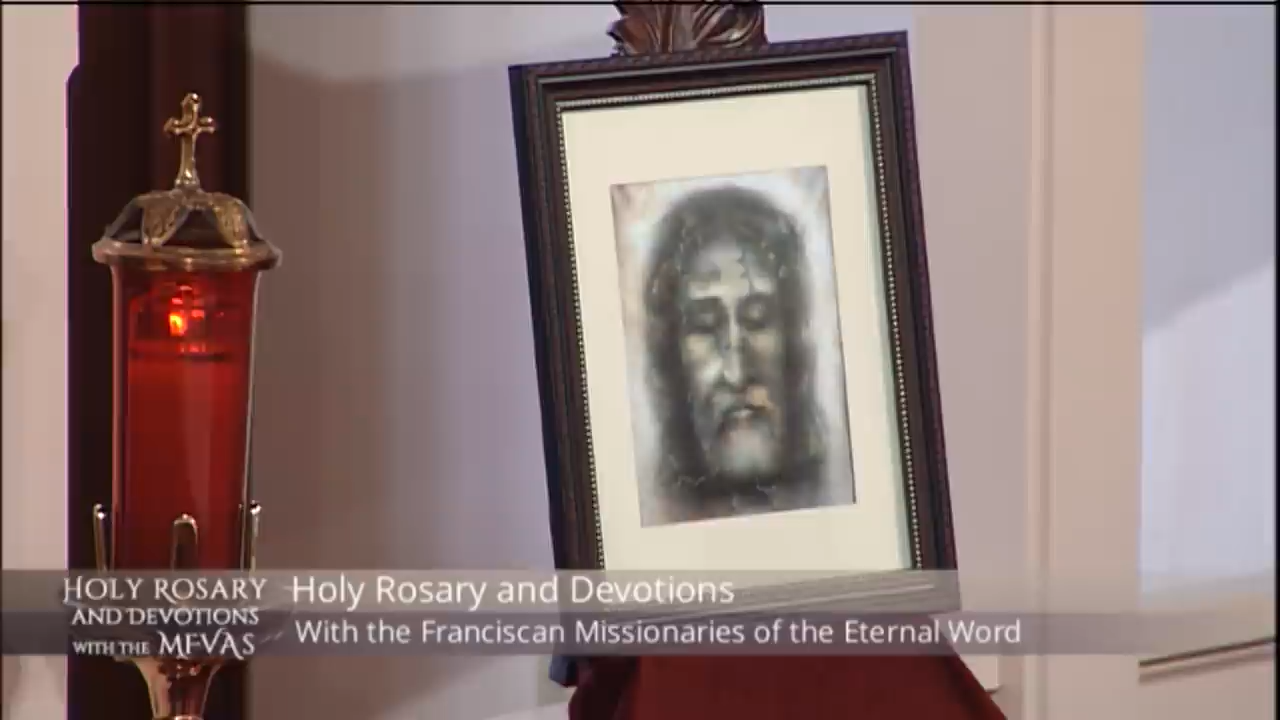 HOLY ROSARY
AND DEVOTIONS
WITH THE MFVAS
Holy Rosary and Devotions
With the Franciscan Missionaries of the Eternal Word